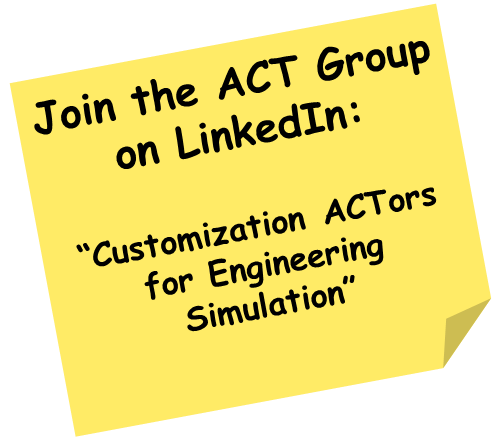 Join the ACT Group
on LinkedIn:
“Customization ACTors
for Engineering
Simulation”